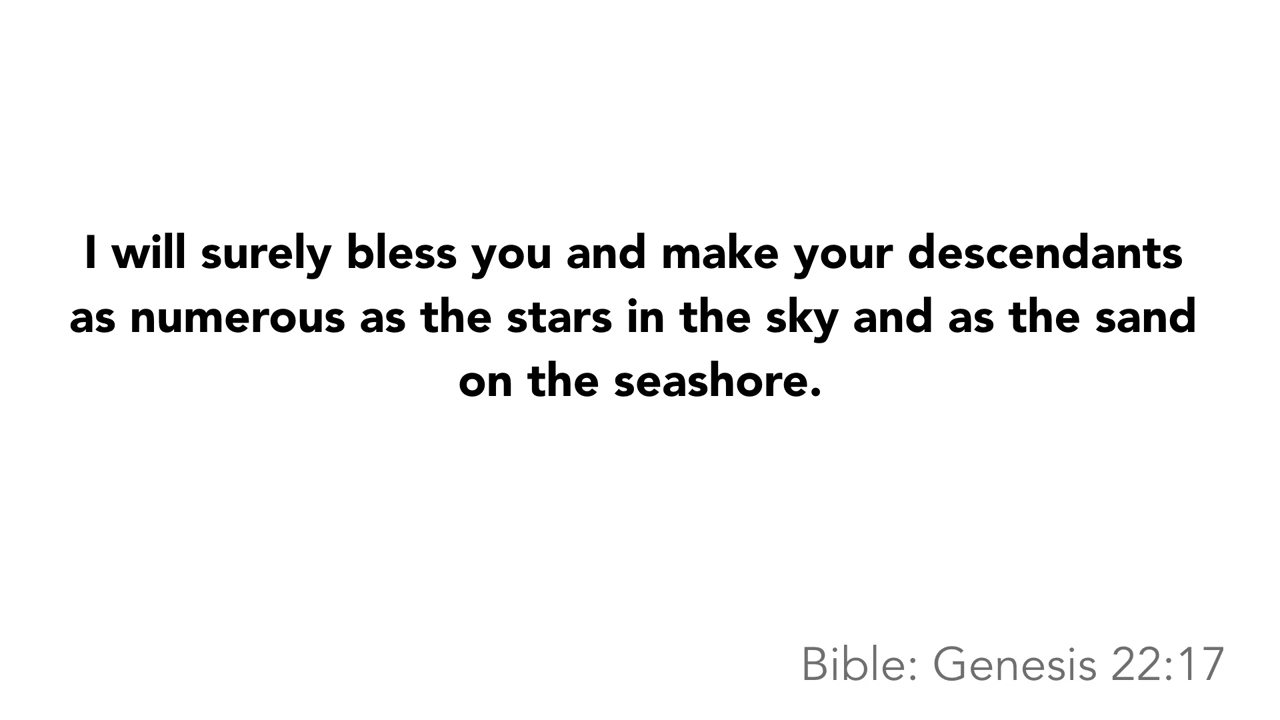 I will surely bless you and make your descendants
as numerous as the stars in the sky and as the sand
on the seashore.
Bible: Genesis 22:17